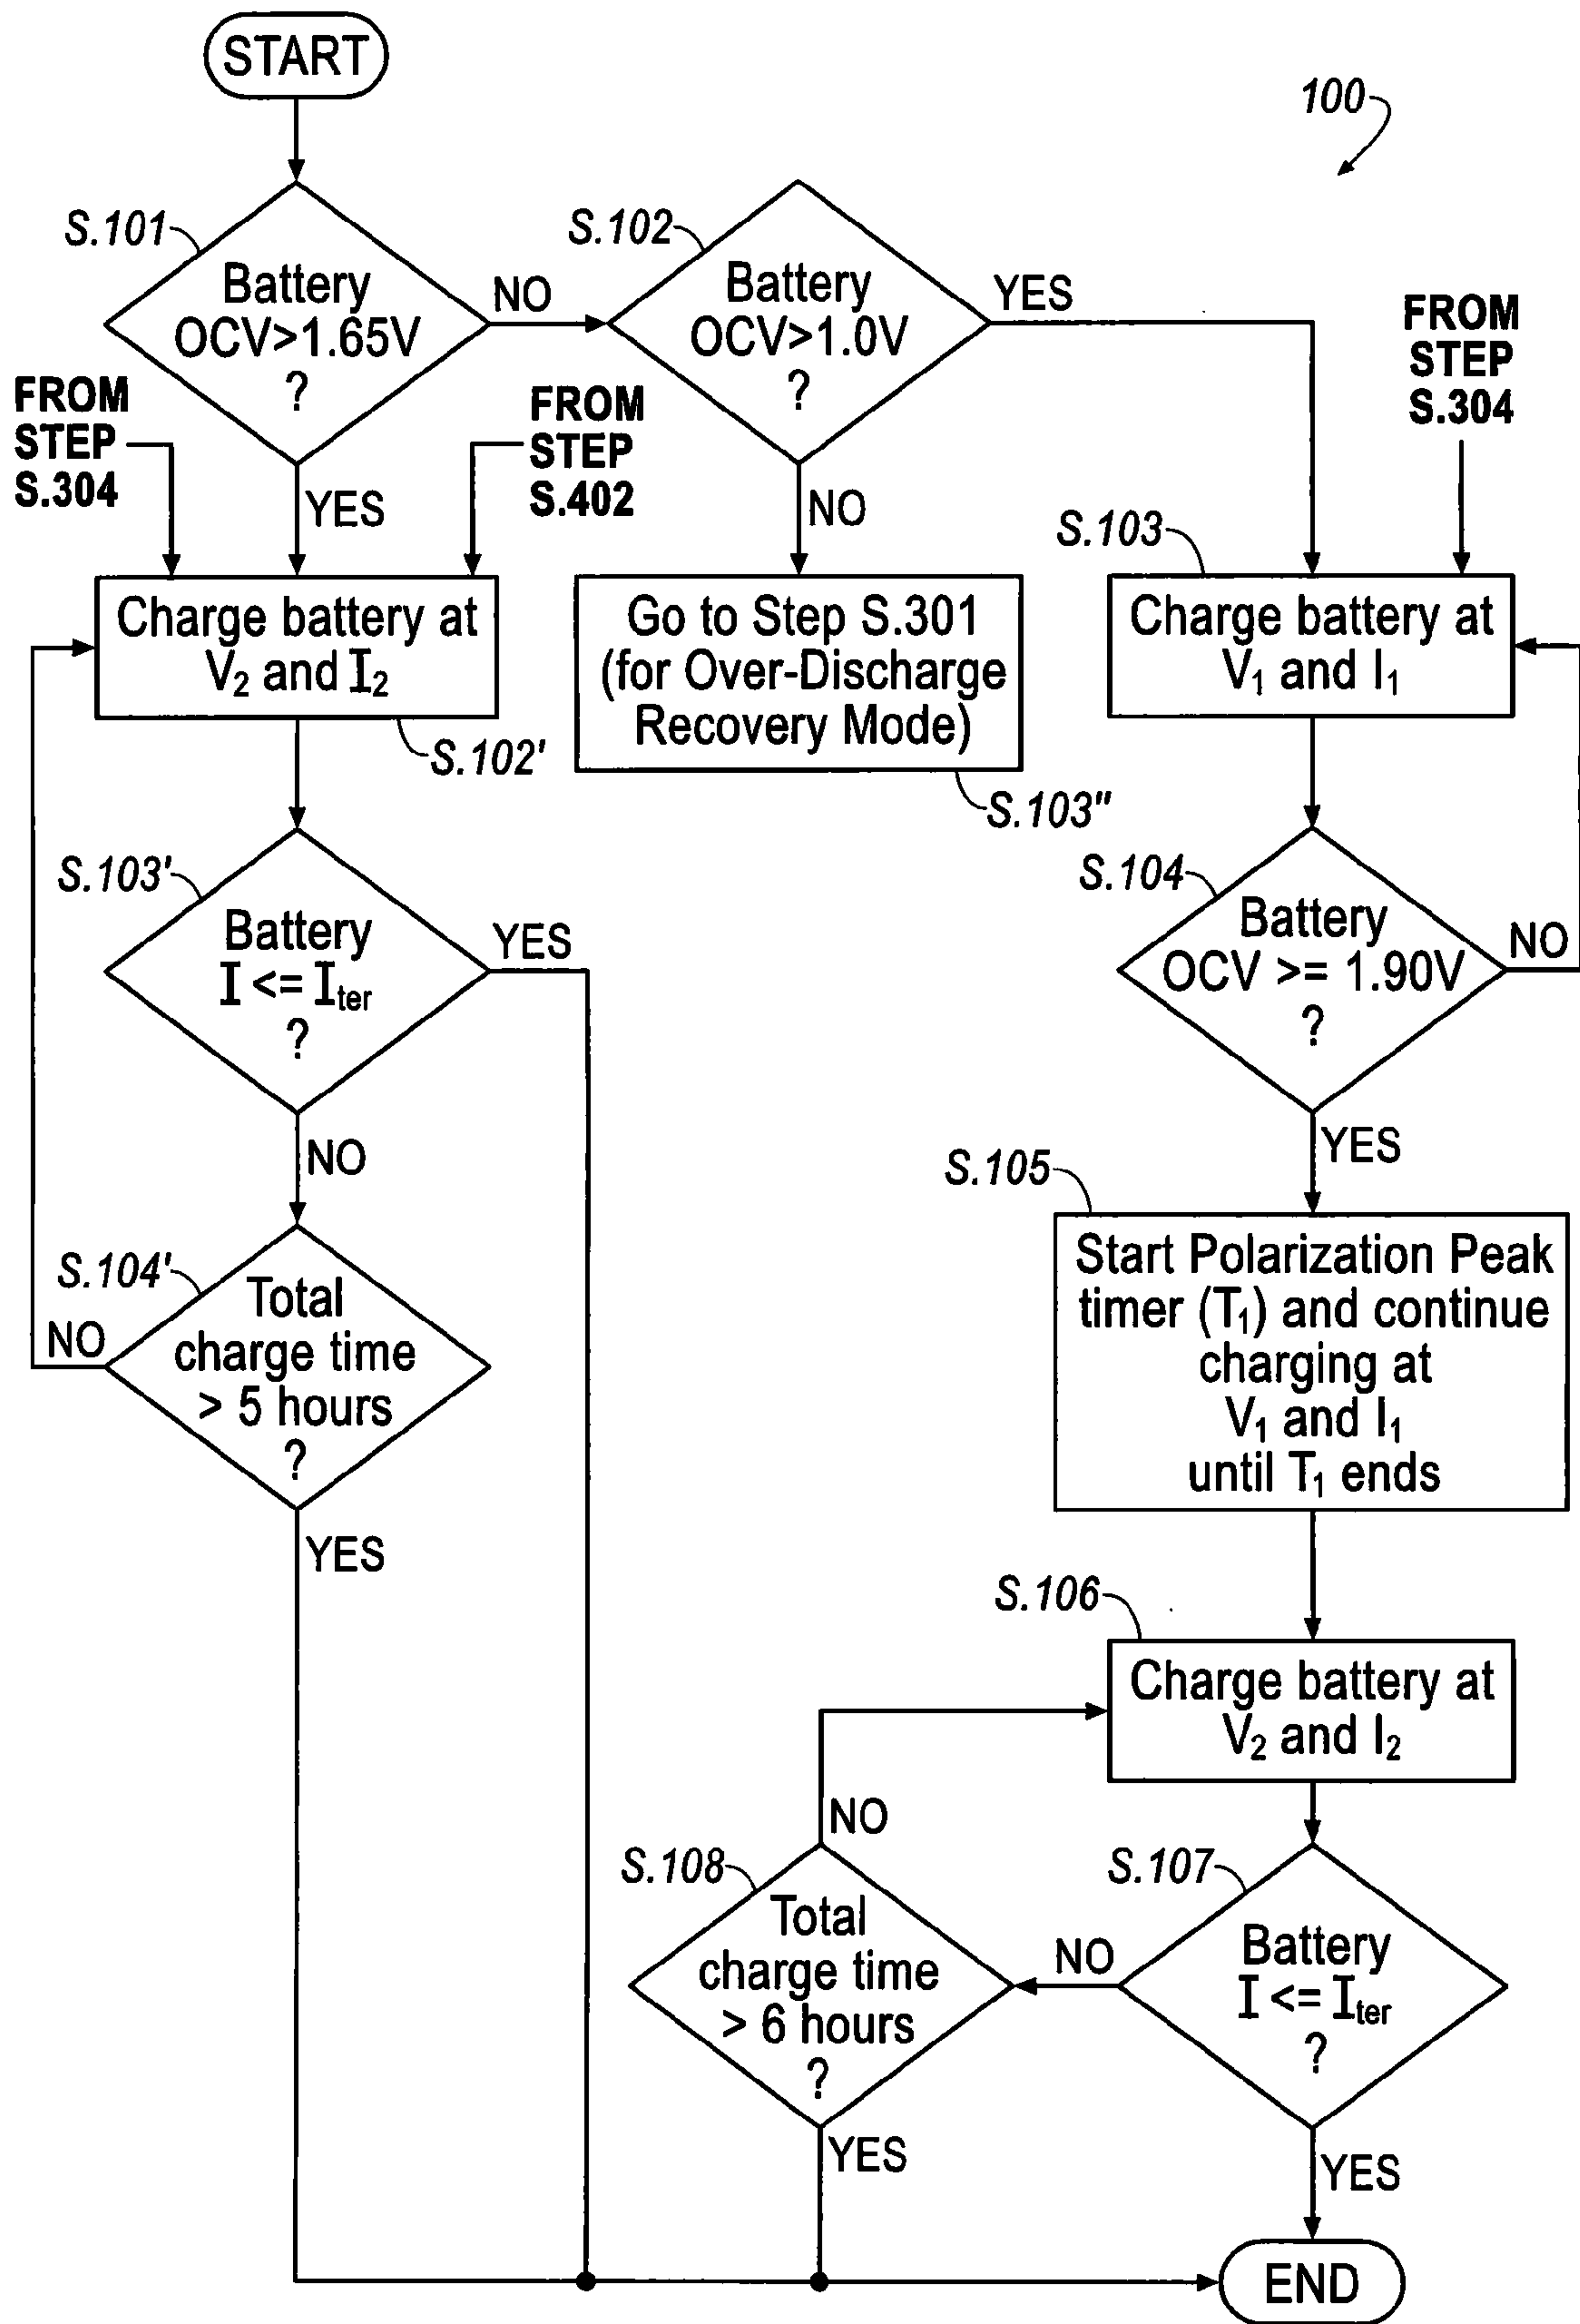 START
100
S.101
Battery
OCV>1.65V
?
NO
S.102
Battery
OCV>1.0V
?
YES
FROM
STEP
S.304
YES
FROM
STEP
S.402
NO
FROM
STEP
S.304
Charge battery at
V₂ and I₂
S.102'
Go to Step S.301
(for Over-Discharge
Recovery Mode)
S.103"
S.103
Charge battery at
V₁ and I₁
S.103'
Battery
I <= Iter
?
YES
NO
S.104
Battery
OCV >= 1.90V
?
NO
YES
S.104'
Total
charge time
> 5 hours
?
NO
YES
S.105
Start Polarization Peak
timer (T₁) and continue
charging at
V₁ and I₁
until T₁ ends
S.106
Charge battery at
V₂ and I₂
NO
S.108
Total
charge time
> 6 hours
?
YES
S.107
Battery
I <= Iter
?
NO
YES
END